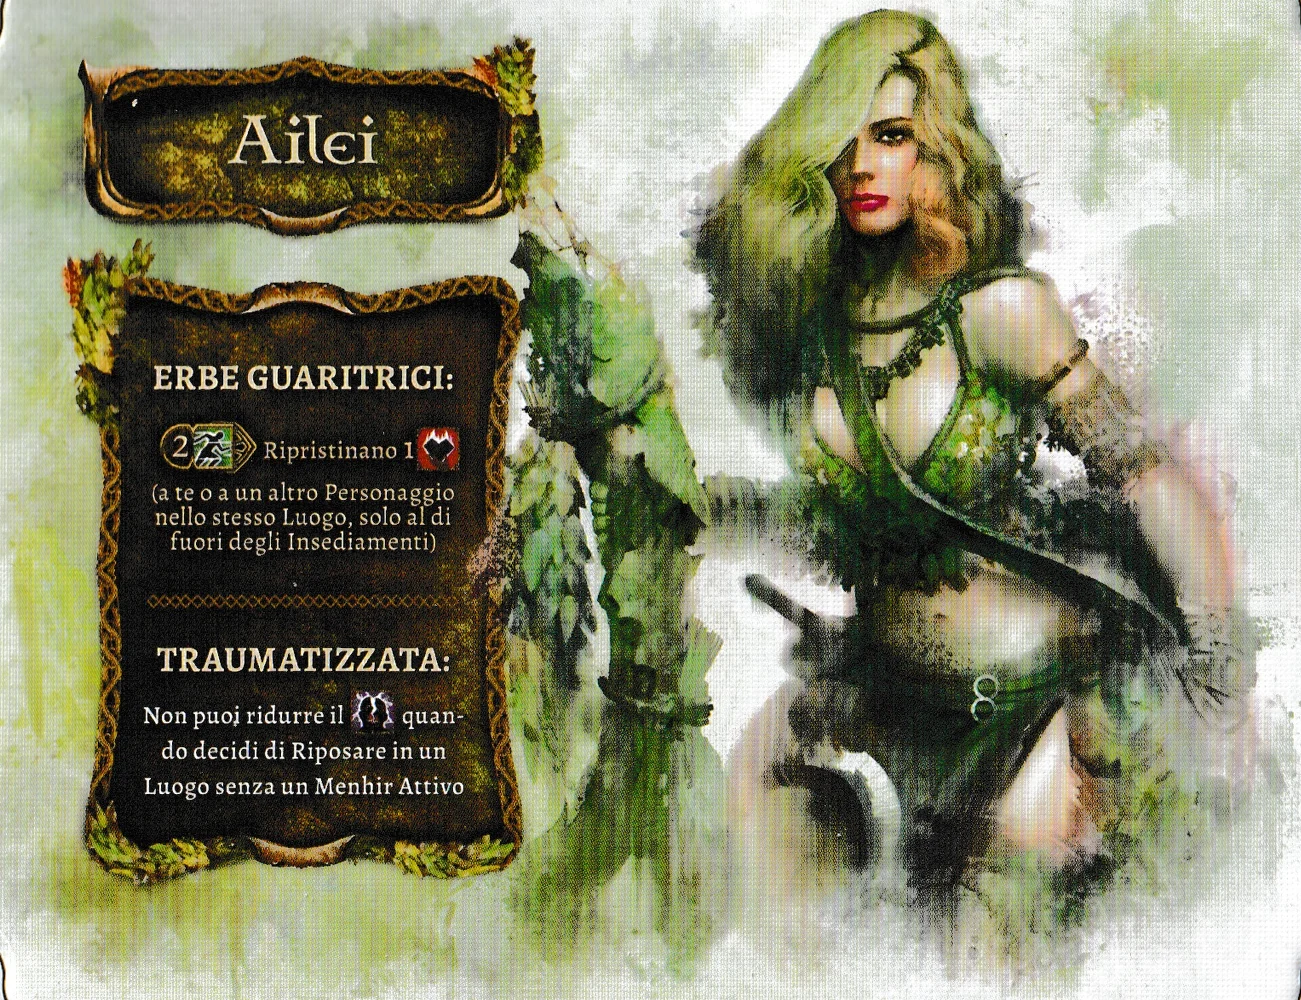 Ailei
ERBE GUARITRICI:
2 Ripristinano 1
(a te o a un altro Personaggio
nello stesso Luogo, solo al di
fuori degli Insediamenti)
TRAUMATIZZATA:
Non puoi ridurre il quan-
do decidi di Riposare in un
Luogo senza un Menhir Attivo